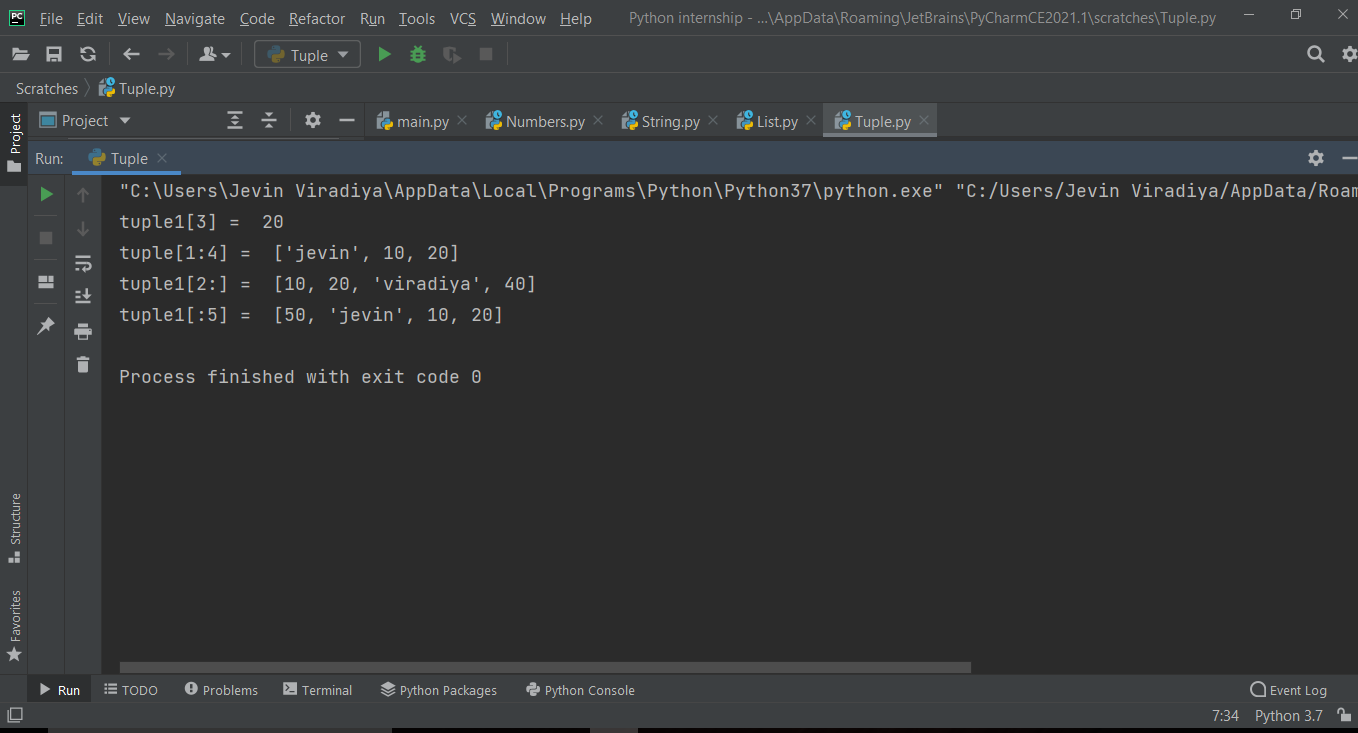 PC File Edit View Navigate Code Refactor Run Tools VCS Window Help Python internship - ...\AppData\Roaming\JetBrains\PyCharmCE2021.1\scratches\Tuple.py
Tuple
Scratches Tuple.py
Project main.py Numbers.py String.py List.py Tuple.py
Project
Run: Tuple
"C:\Users\Jevin Viradiya\AppData\Local\Programs\Python\Python37\python.exe" "C:/Users/Jevin Viradiya/AppData/Roam
tuple1[3] =  20
tuple[1:4] =  ['jevin', 10, 20]
tuple1[2:] =  [10, 20, 'viradiya', 40]
tuple1[:5] =  [50, 'jevin', 10, 20]
Process finished with exit code 0
Structure
Favorites
Run TODO Problems Terminal Python Packages Python Console Event Log
7:34 Python 3.7